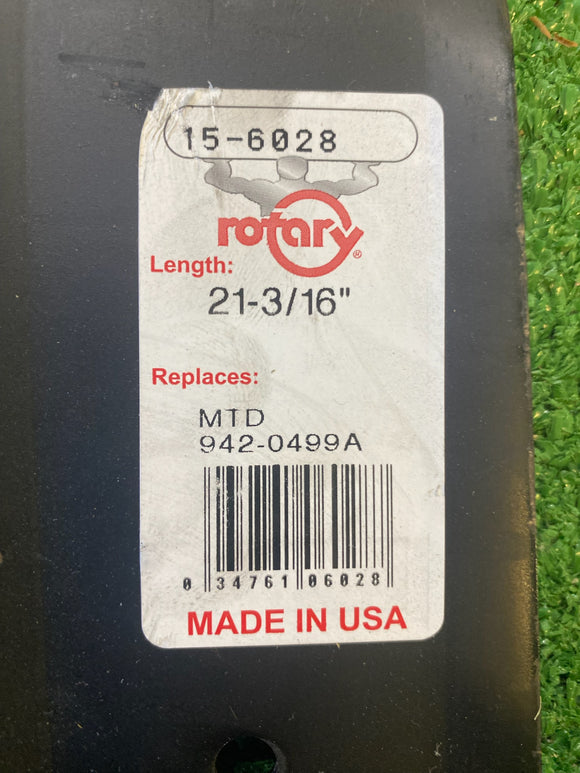 15-6028
rotary®
Length:
21-3/16"
Replaces:
MTD
942-0499A
0 34761 06028
MADE IN USA